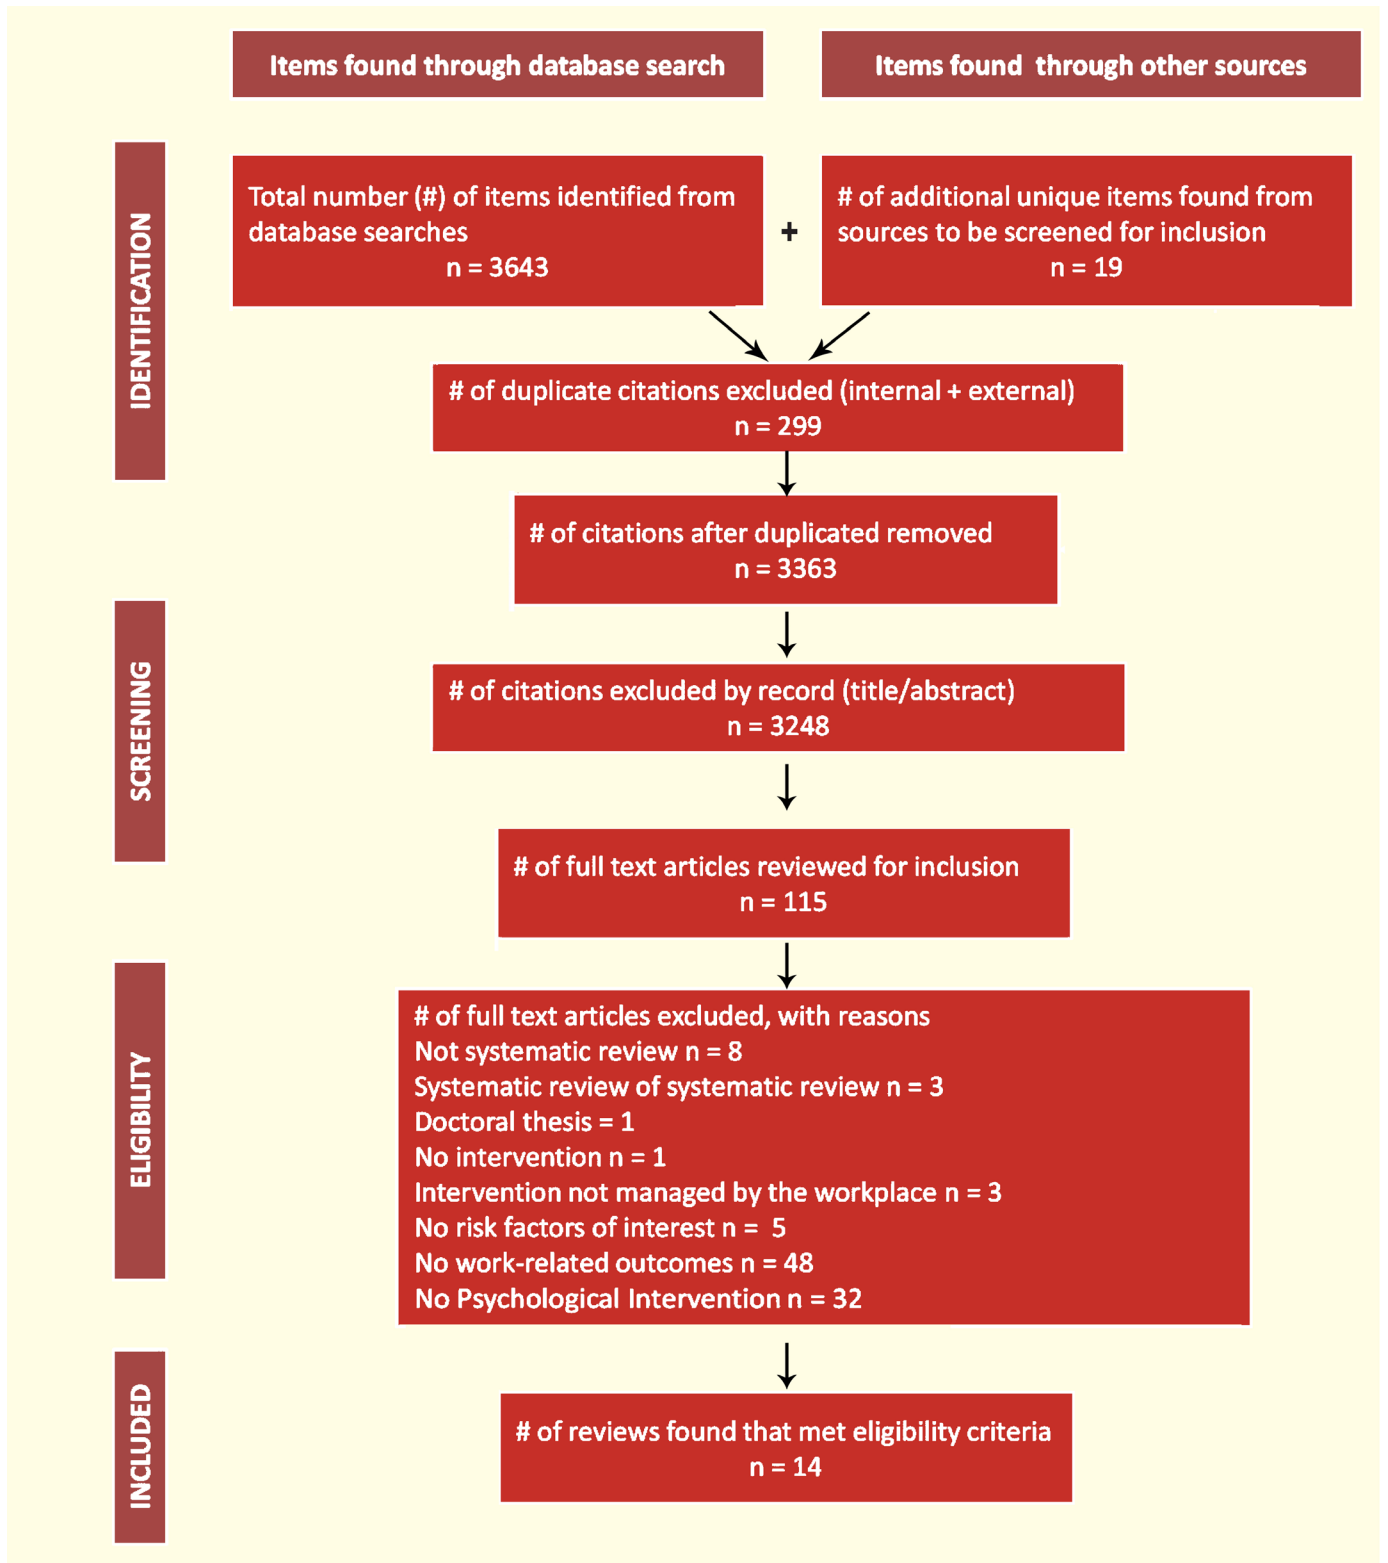 Items found through database search
Items found through other sources
IDENTIFICATION
Total number (#) of items identified from
database searches
n = 3643
+
# of additional unique items found from
sources to be screened for inclusion
n = 19
# of duplicate citations excluded (internal + external)
n = 299
# of citations after duplicated removed
n = 3363
SCREENING
# of citations excluded by record (title/abstract)
n = 3248
# of full text articles reviewed for inclusion
n = 115
ELIGIBILITY
# of full text articles excluded, with reasons
Not systematic review n = 8
Systematic review of systematic review n = 3
Doctoral thesis = 1
No intervention n = 1
Intervention not managed by the workplace n = 3
No risk factors of interest n = 5
No work-related outcomes n = 48
No Psychological Intervention n = 32
INCLUDED
# of reviews found that met eligibility criteria
n = 14